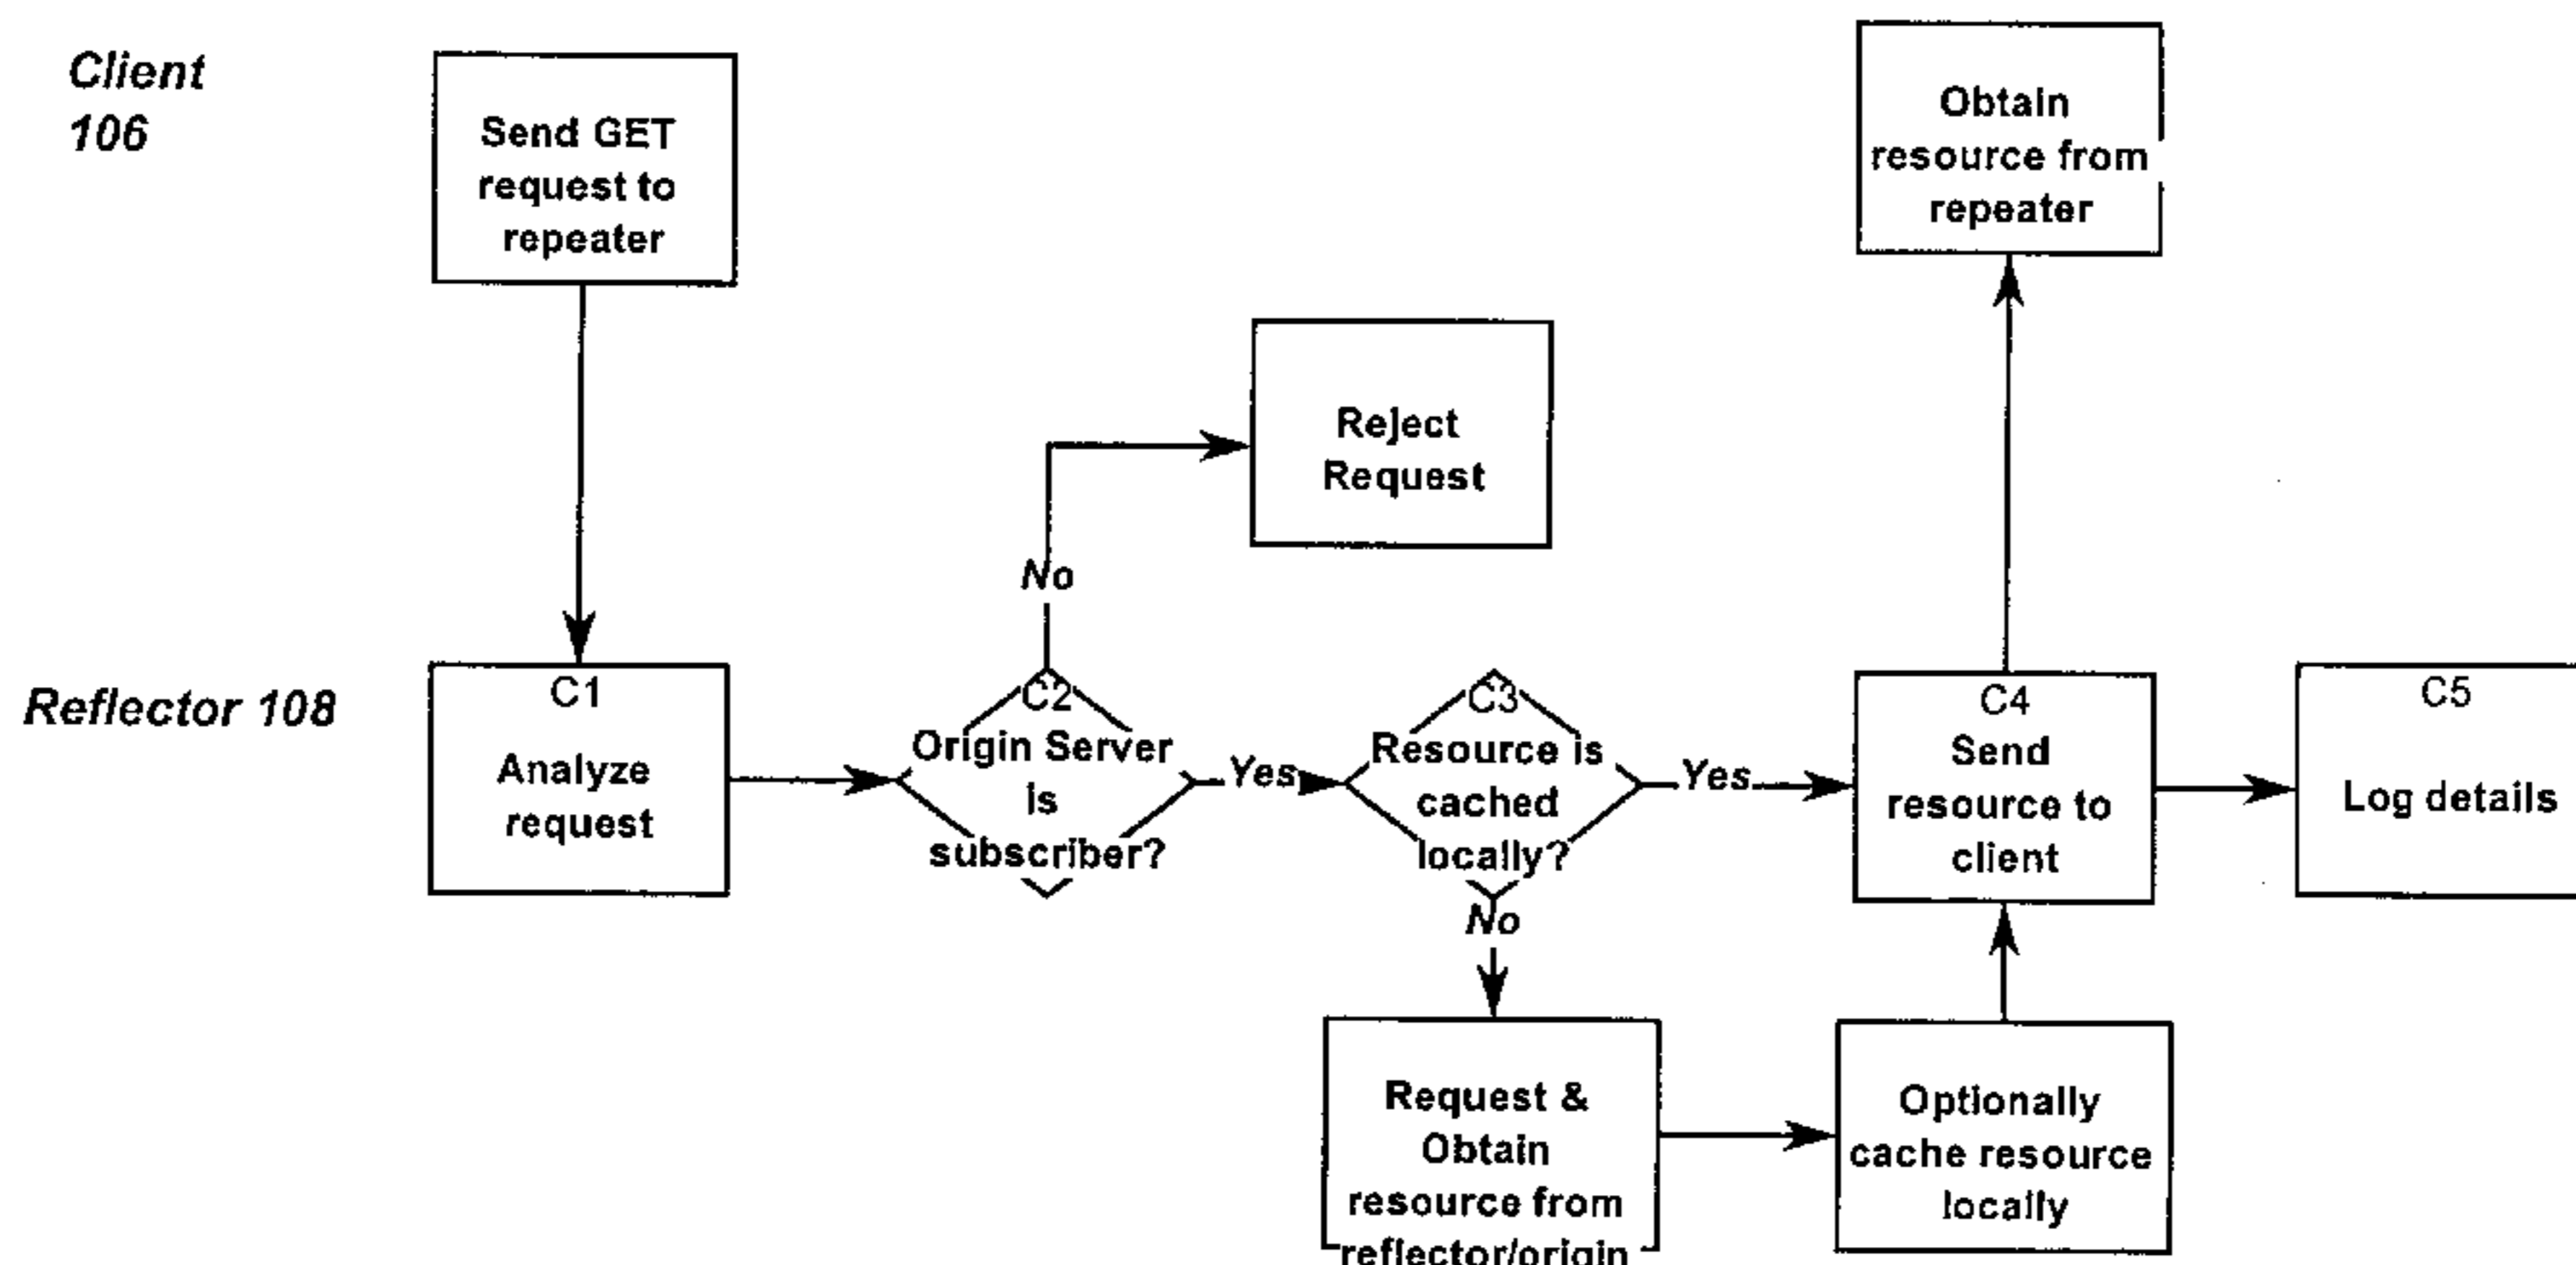 Client
106
Send GET
request to
repeater
Obtain
resource from
repeater
Reject
Request
No
Reflector 108
C1
Analyze
request
C2
Origin Server
is
subscriber?
Yes
C3
Resource is
cached
locally?
Yes
C4
Send
resource to
client
C5
Log details
No
Request &
Obtain
resource from
reflector/origin
Optionally
cache resource
locally